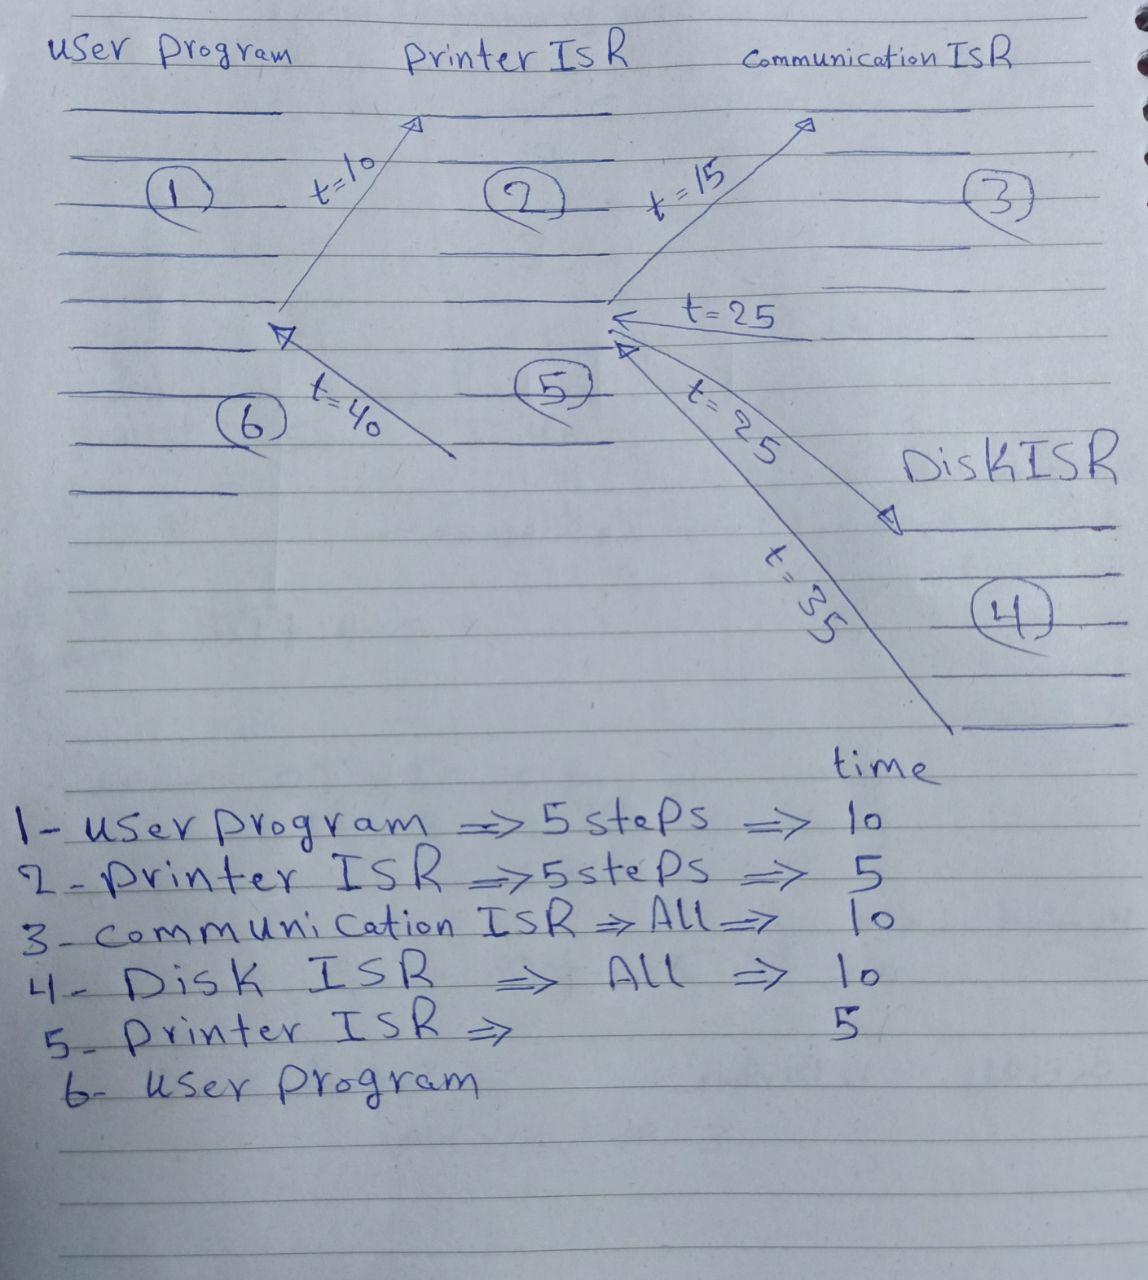 user program printer ISR communication ISR
t=10
t=15
1
2
3
t=25
5
t=40
6
t=25
DiskISR
t=35
4
time
1- user program => 5 steps => 10
2- printer ISR => 5 steps => 5
3- communication ISR => All => 10
4- Disk ISR => All => 10
5- printer ISR => 5
6- user program